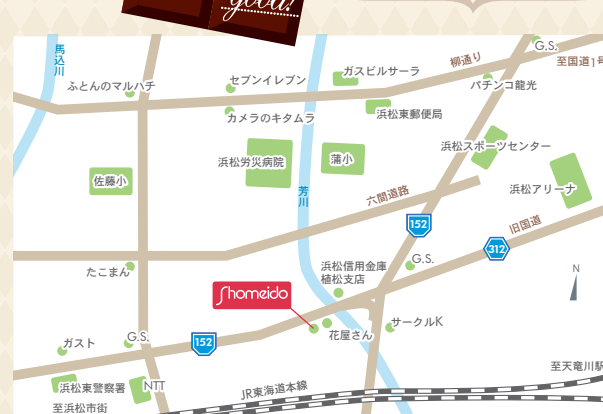 good!
馬込川
ふとんのマルハチ
セブンイレブン
ガスビルサーラ
柳通り
G.S.
至国道1号
パチンコ龍光
カメラのキタムラ
浜松東郵便局
浜松労災病院
蒲小
浜松スポーツセンター
佐藤小
芳川
六間道路
浜松アリーナ
152
旧国道
312
たこまん
浜松信用金庫
植松支店
G.S.
N
Shomeido
花屋さん
サークルK
G.S.
152
ガスト
浜松東警察署
NTT
JR東海道本線
至天竜川駅
至浜松市街